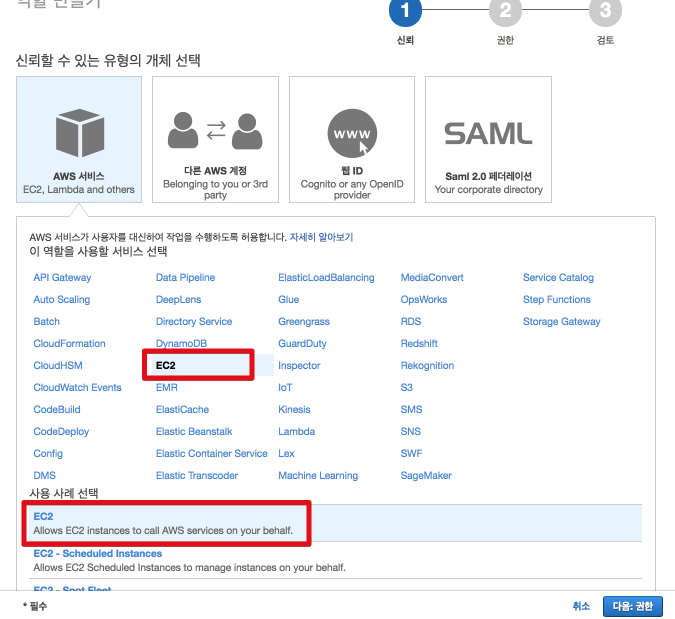 역할 만들기
1 2 3
신뢰 권한 검토
신뢰할 수 있는 유형의 개체 선택
AWS 서비스
EC2, Lambda and others
다른 AWS 계정
Belonging to you or 3rd
party
www
웹 ID
Cognito or any OpenID
provider
SAML
Saml 2.0 페더레이션
Your corporate directory
AWS 서비스가 사용자를 대신하여 작업을 수행하도록 허용합니다. 자세히 알아보기
이 역할을 사용할 서비스 선택
API Gateway Data Pipeline ElasticLoadBalancing MediaConvert Service Catalog
Auto Scaling DeepLens Glue OpsWorks Step Functions
Batch Directory Service Greengrass RDS Storage Gateway
CloudFormation DynamoDB GuardDuty Redshift
CloudHSM EC2 Inspector Rekognition
CloudWatch Events EMR IoT S3
CodeBuild ElastiCache Kinesis SMS
CodeDeploy Elastic Beanstalk Lambda SNS
Config Elastic Container Service Lex SWF
DMS Elastic Transcoder Machine Learning SageMaker
사용 사례 선택
EC2
Allows EC2 instances to call AWS services on your behalf.
EC2 - Scheduled Instances
Allows EC2 Scheduled Instances to manage instances on your behalf.
EC2 - Spot Fleet
* 필수 취소 다음: 권한